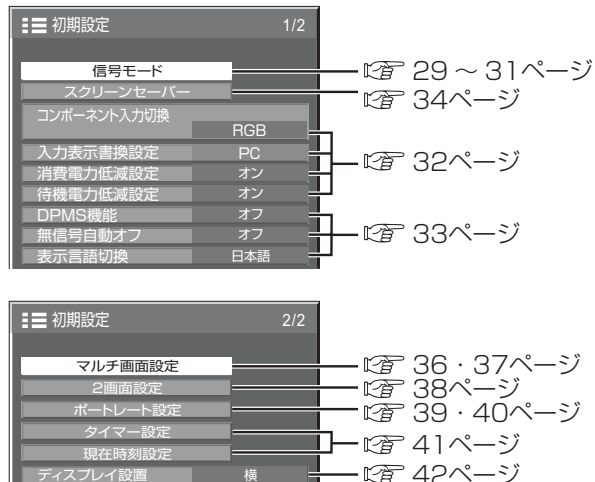 初期設定 1/2
信号モード
29 ～ 31ページ
スクリーンセーバー
34ページ
コンポーネント入力切換
RGB
入力表示書換設定 PC
消費電力低減設定 オン
待機電力低減設定 オン
32ページ
DPMS機能 オフ
無信号自動オフ オフ
表示言語切換 日本語
33ページ
初期設定 2/2
マルチ画面設定
36・37ページ
2画面設定
38ページ
ポートレート設定
39・40ページ
タイマー設定
現在時刻設定
41ページ
ディスプレイ設置 横
42ページ